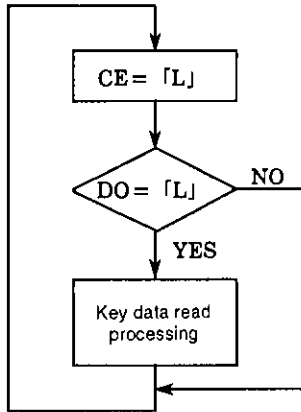 CE = 「L」
DO = 「L」
NO
YES
Key data read
processing